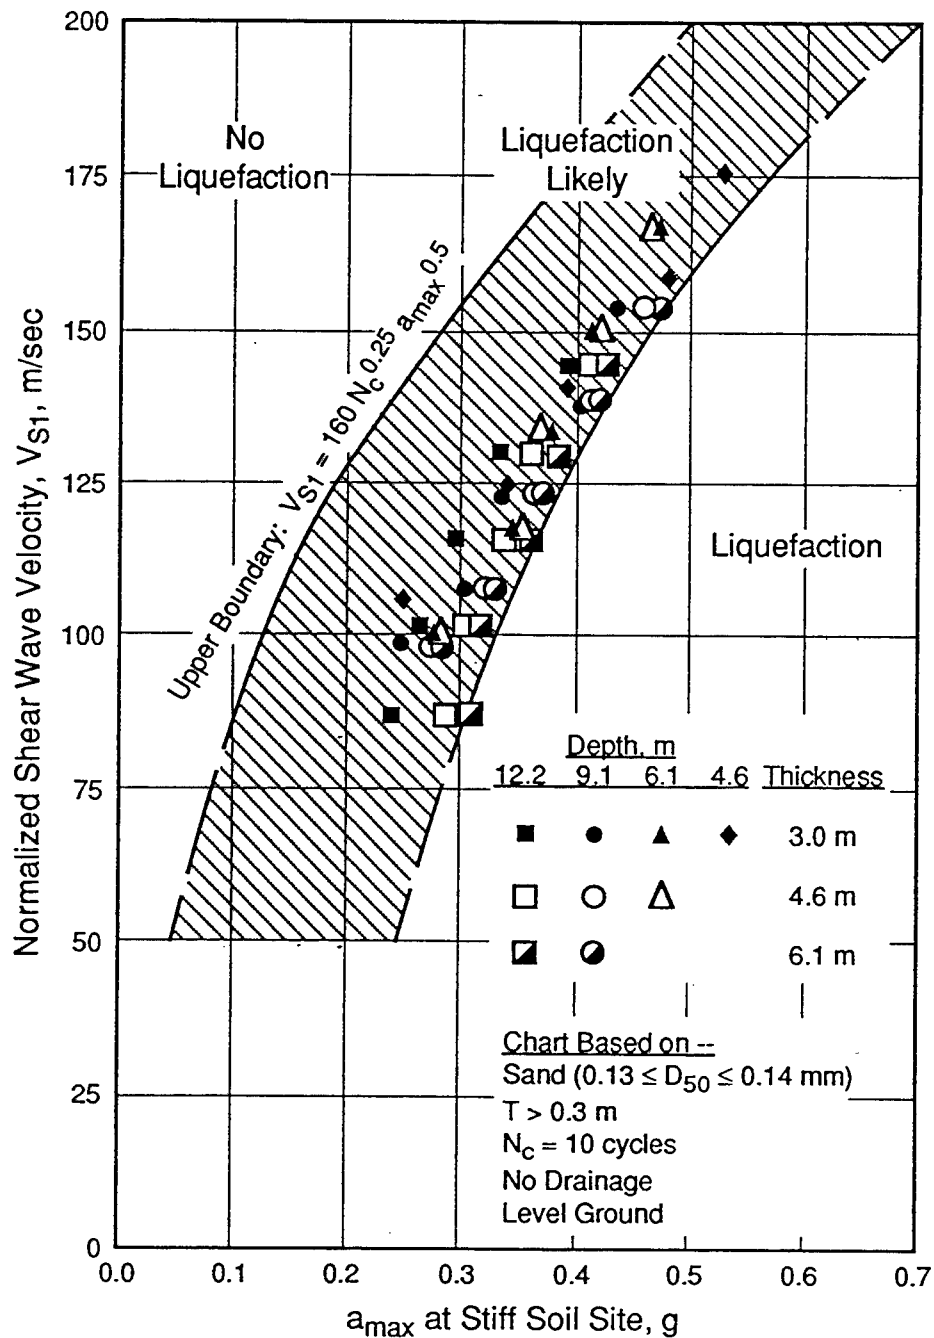 200
175
150
125
100
75
50
25
0
Normalized Shear Wave Velocity, VS1, m/sec
No
Liquefaction
Liquefaction
Likely
Upper Boundary: VS1 = 160 Nc^0.25 amax^0.5
Liquefaction
Depth, m
12.2 9.1 6.1 4.6 Thickness
3.0 m
4.6 m
6.1 m
Chart Based on --
Sand (0.13 ≤ D50 ≤ 0.14 mm)
T > 0.3 m
Nc = 10 cycles
No Drainage
Level Ground
0.0 0.1 0.2 0.3 0.4 0.5 0.6 0.7
amax at Stiff Soil Site, g